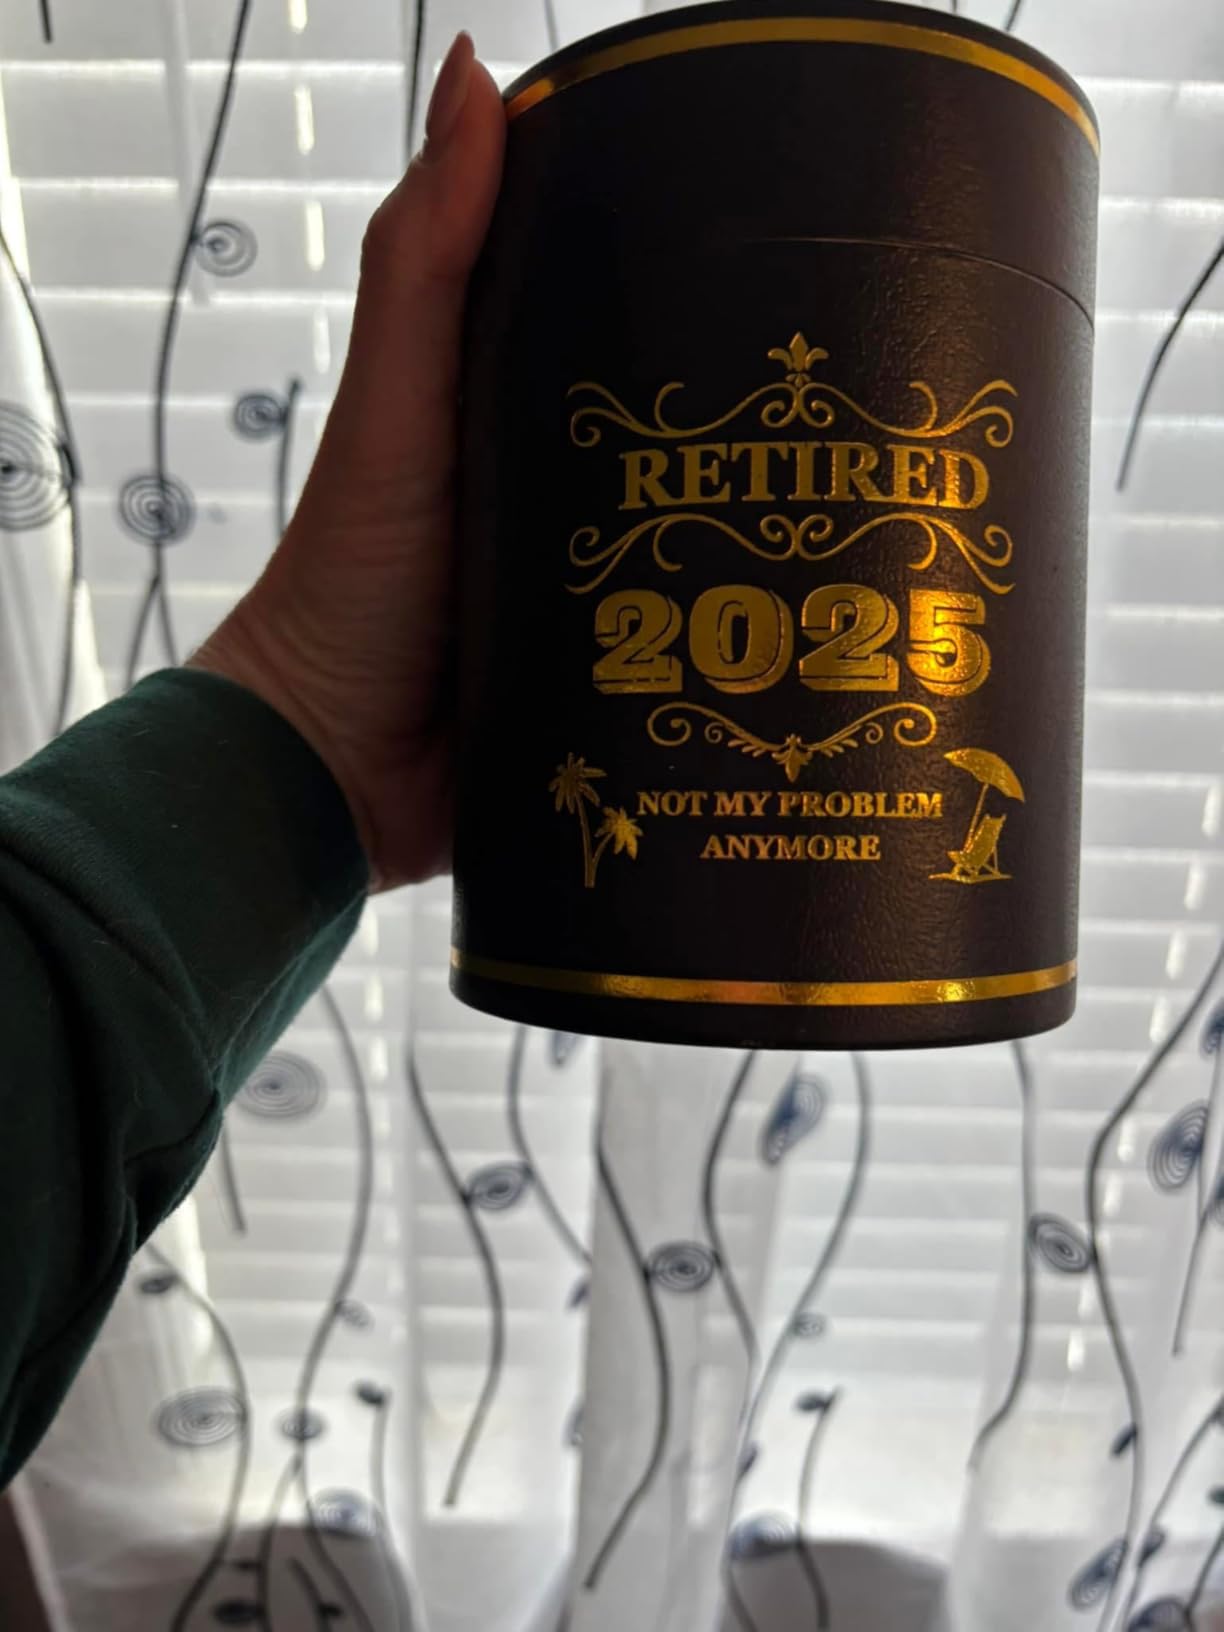 RETIRED
2025
NOT MY PROBLEM
ANYMORE